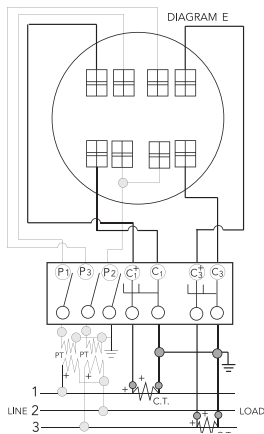 DIAGRAM E
P1 P3 P2 C1+ C1 C3+ C3
PT PT
+ +
1
+ C.T.
LINE 2 LOAD
3
+ C.T.